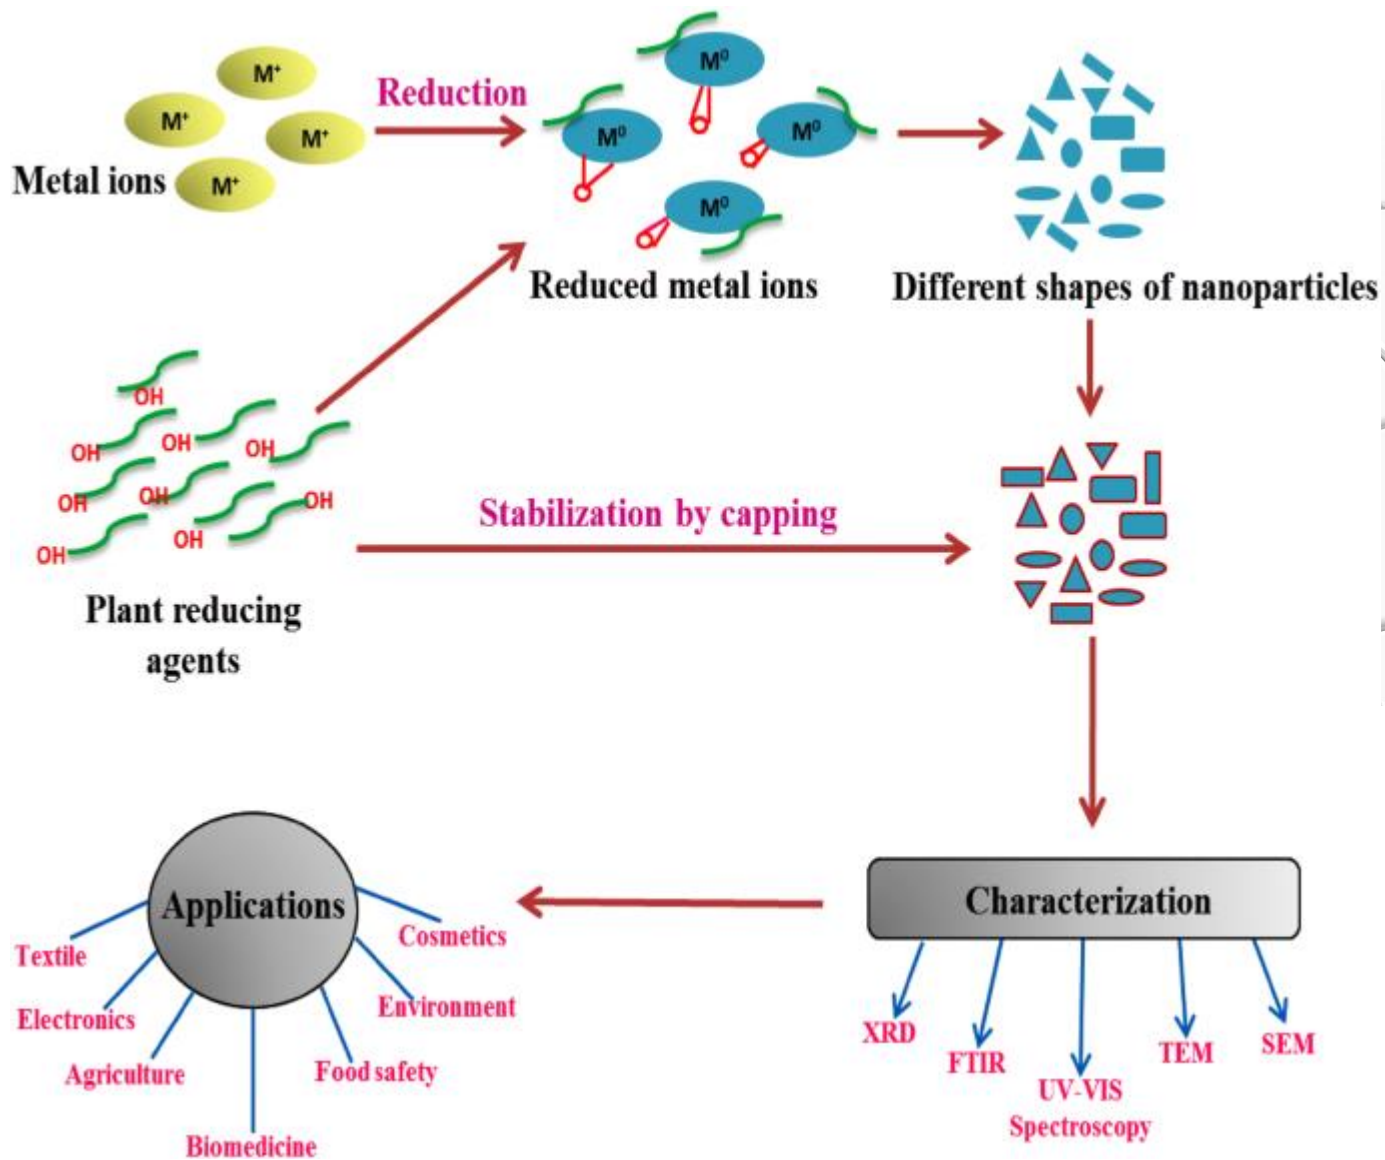 M⁺
M⁺
M⁺
M⁺
Metal ions
Reduction
M⁰
M⁰
M⁰
M⁰
Reduced metal ions
Different shapes of nanoparticles
OH
OH
OH
OH
OH
OH
OH
OH
OH
Plant reducing
agents
Stabilization by capping
Characterization
XRD
FTIR
UV-VIS
Spectroscopy
TEM
SEM
Applications
Textile
Electronics
Agriculture
Biomedicine
Food safety
Environment
Cosmetics